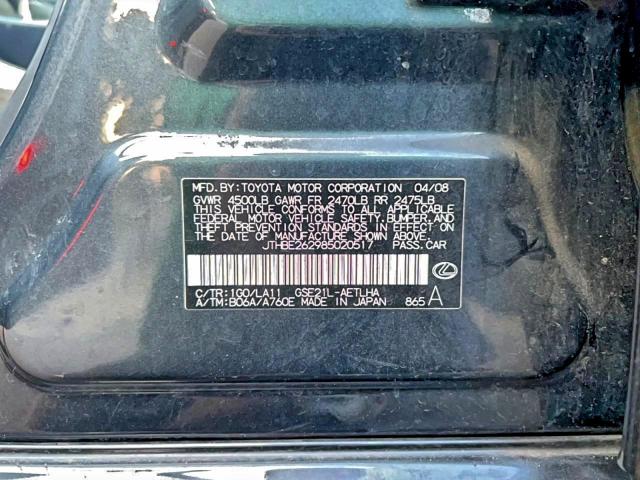 MFD.BY:TOYOTA MOTOR CORPORATION 04/08
GVWR 4500LB GAWR FR 2470LB RR 2475LB
THIS VEHICLE CONFORMS TO ALL APPLICABLE
FEDERAL MOTOR VEHICLE SAFETY, BUMPER, AND
THEFT PREVENTION STANDARDS IN EFFECT ON
THE DATE OF MANUFACTURE SHOWN ABOVE.
JTHBE262985020517 PASS.CAR
C/TR:1G0/LA11 GSE21L-AETLHA
A/TM:B06A/A760E MADE IN JAPAN 865 A